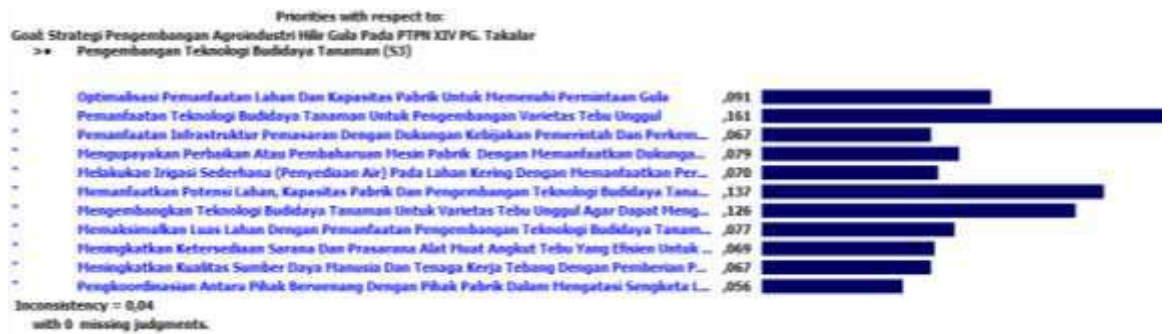 Priorities with respect to:
Goal: Strategi Pengembangan Agroindustri Hilir Gula Pada PTPN XIV PG. Takalar
>• Pengembangan Teknologi Budidaya Tanaman (S3)
Optimalisasi Pemanfaatan Lahan Dan Kapasitas Pabrik Untuk Memenuhi Permintaan Gula ,091
Pemanfaatan Teknologi Budidaya Tanaman Untuk Pengembangan Varietas Tebu Unggul ,161
Pemanfaatan Infrastruktur Pemasaran Dengan Dukungan Kebijakan Pemerintah Dan Perkem... ,067
Mengupayakan Perbaikan Atau Pembaharuan Mesin Pabrik Dengan Memanfaatkan Dukunga... ,079
Melakukan Irigasi Sederhana (Penyediaan Air) Pada Lahan Kering Dengan Memanfaatkan Per... ,070
Memanfaatkan Potensi Lahan, Kapasitas Pabrik Dan Pengembangan Teknologi Budidaya Tana... ,137
Mengembangkan Teknologi Budidaya Tanaman Untuk Varietas Tebu Unggul Agar Dapat Meng... ,126
Memaksimalkan Luas Lahan Dengan Pemanfaatan Pengembangan Teknologi Budidaya Tanam... ,077
Meningkatkan Ketersediaan Sarana Dan Prasarana Alat Muat Angkut Tebu Yang Efisien Untuk ... ,069
Meningkatkan Kualitas Sumber Daya Manusia Dan Tenaga Kerja Tebang Dengan Pemberian P... ,067
Pengkoordinasian Antara Pihak Berwenang Dengan Pihak Pabrik Dalam Mengatasi Sengketa L... ,056
Inconsistency = 0,04
with 0 missing judgments.